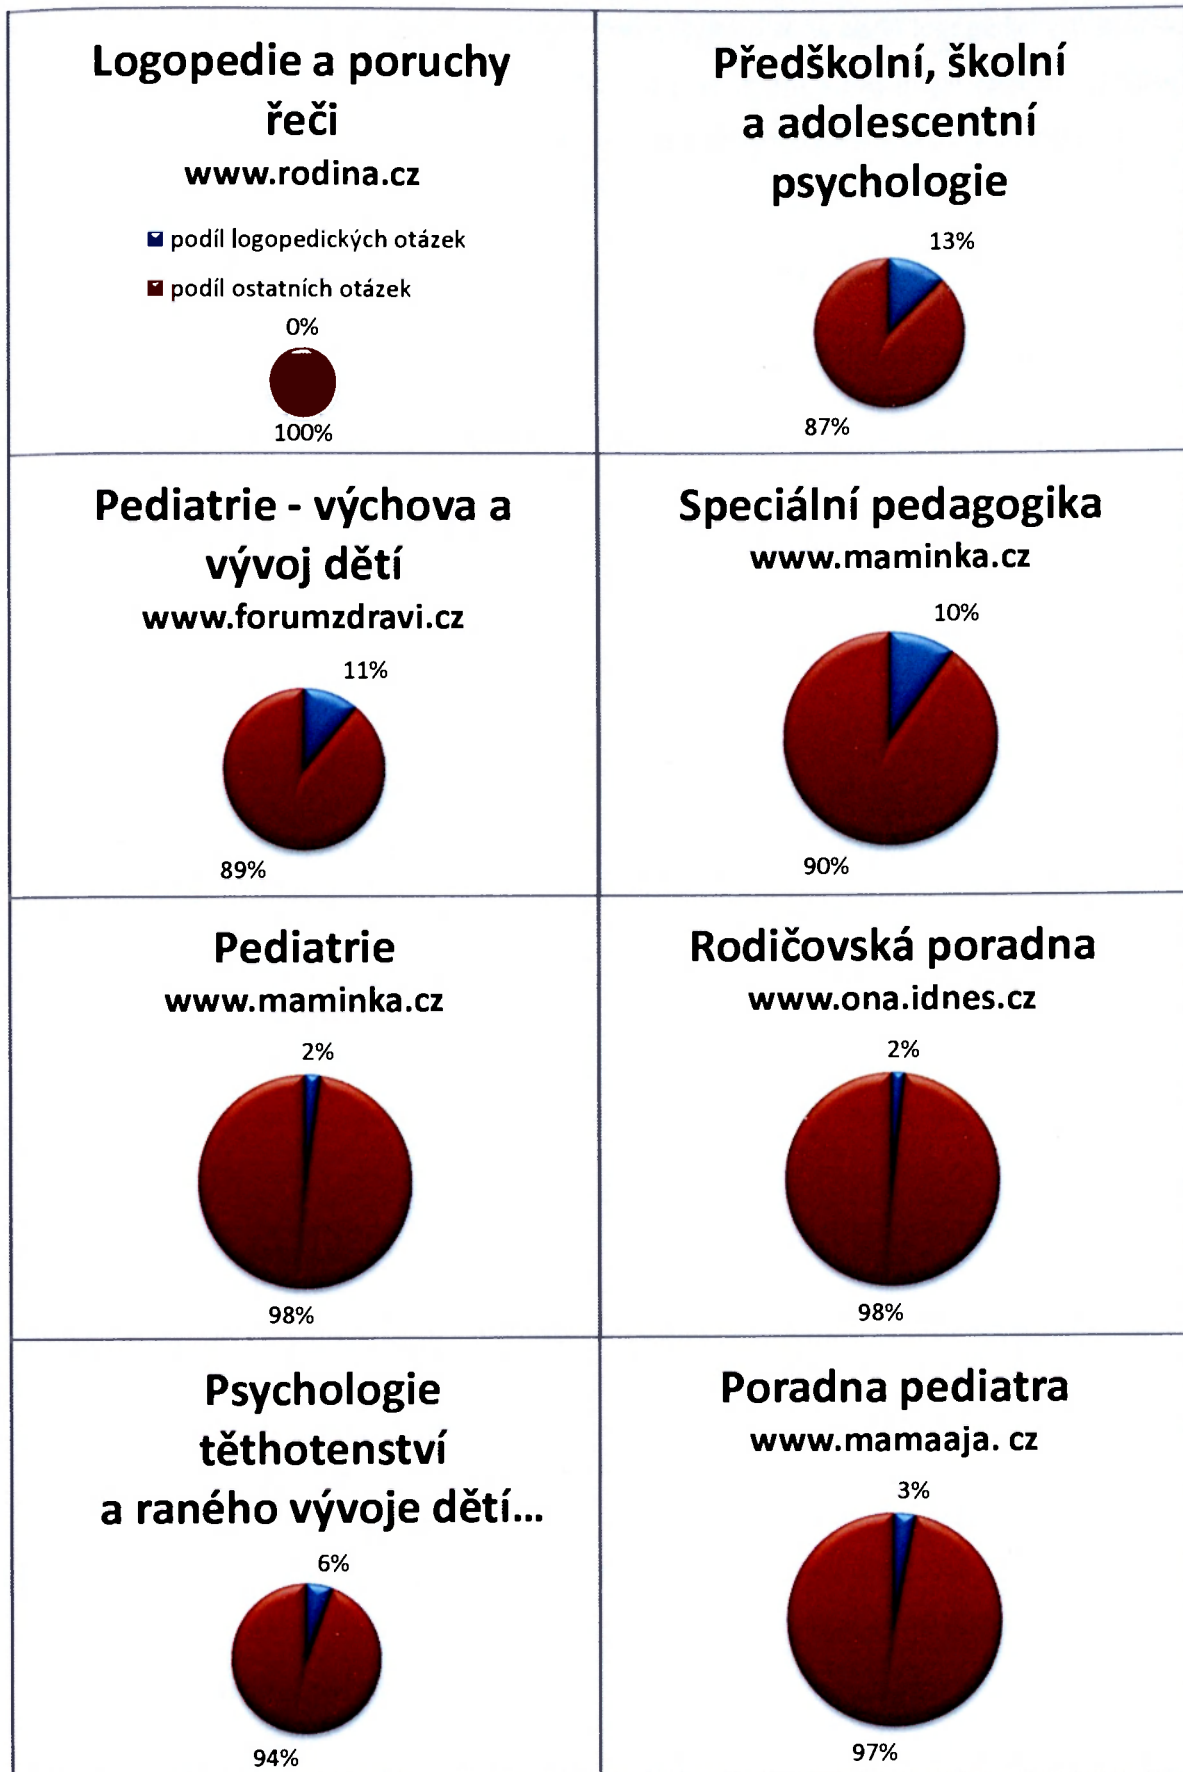 Logopedie a poruchy
řeči
www.rodina.cz
podíl logopedických otázek
podíl ostatních otázek
0%
100%
Předškolní, školní
a adolescentní
psychologie
13%
87%
Pediatrie - výchova a
vývoj dětí
www.forumzdravi.cz
11%
89%
Speciální pedagogika
www.maminka.cz
10%
90%
Pediatrie
www.maminka.cz
2%
98%
Rodičovská poradna
www.ona.idnes.cz
2%
98%
Psychologie
těthotenství
a raného vývoje dětí...
6%
94%
Poradna pediatra
www.mamaaja. cz
3%
97%